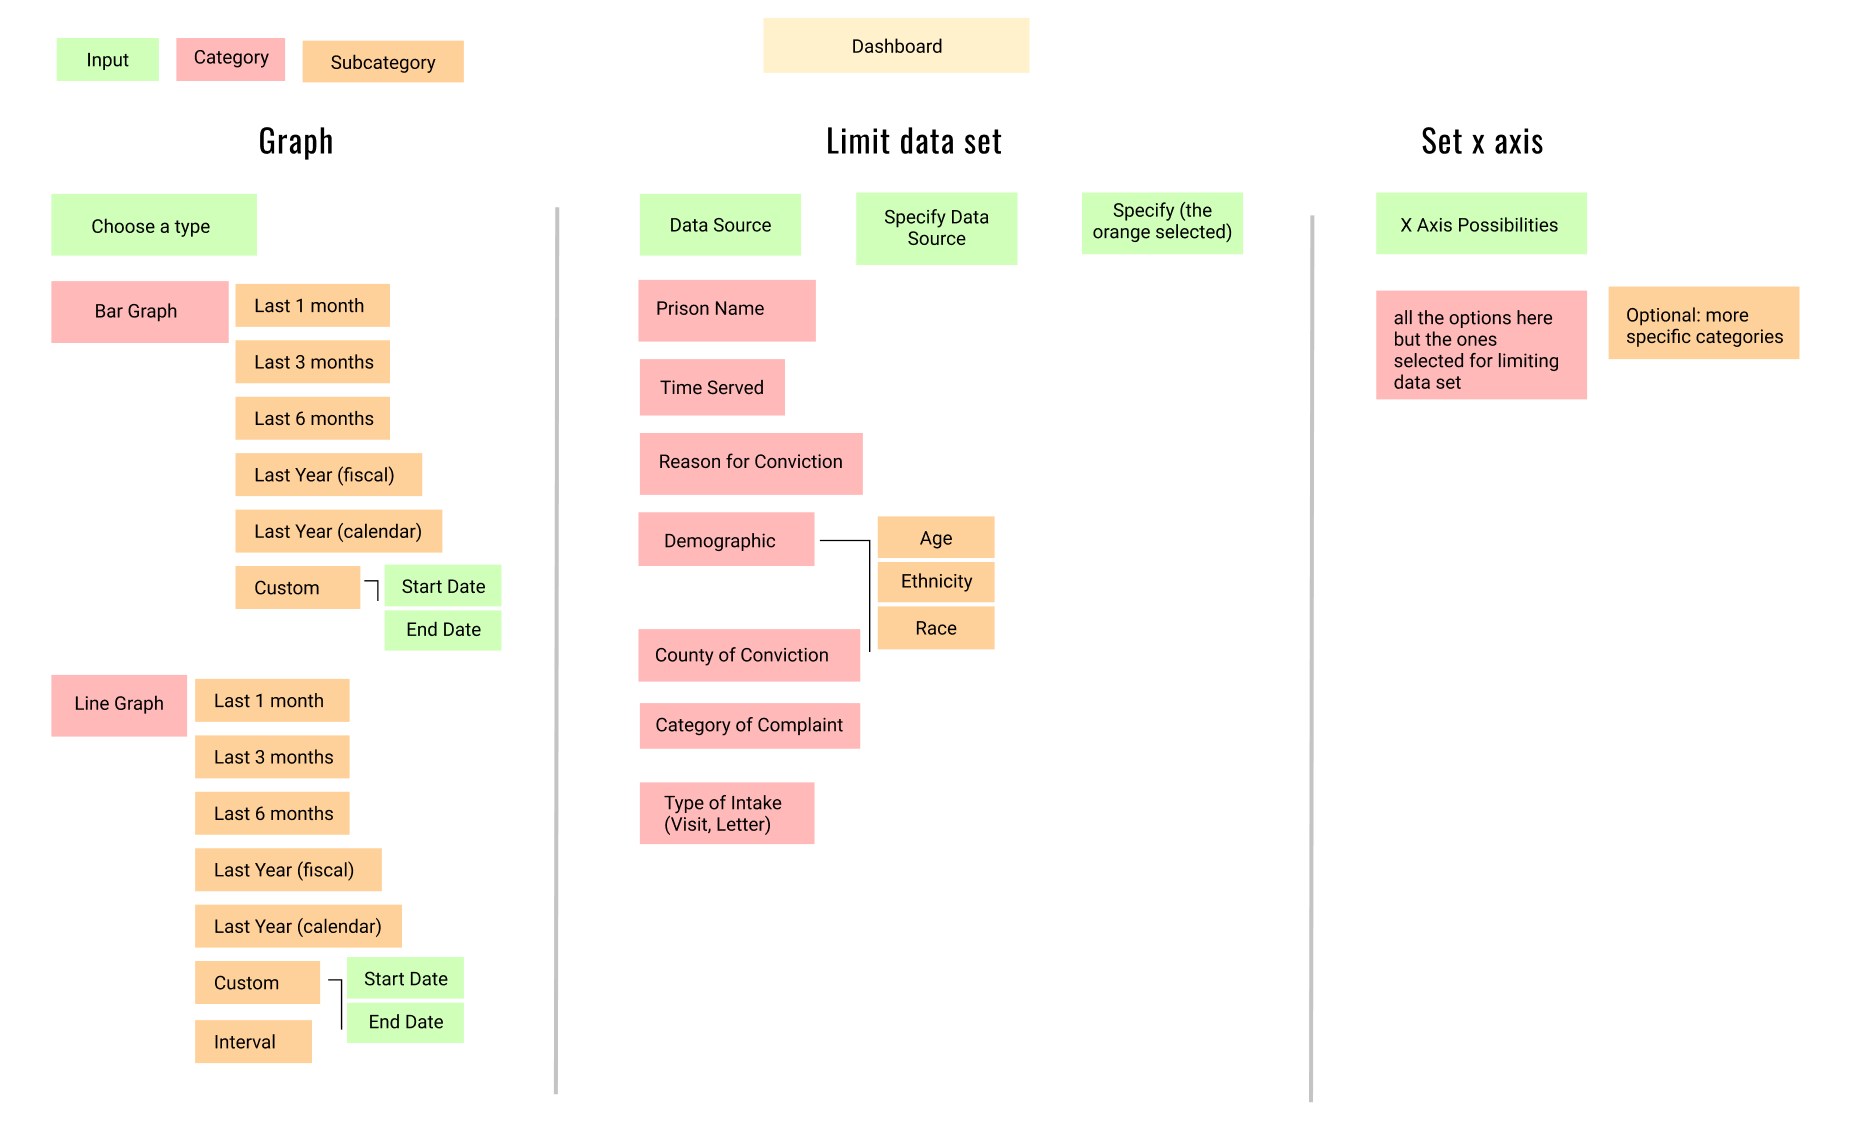 Input
Category
Subcategory
Dashboard
Graph
Limit data set
Set x axis
Choose a type
Bar Graph
Last 1 month
Last 3 months
Last 6 months
Last Year (fiscal)
Last Year (calendar)
Custom
Start Date
End Date
Line Graph
Last 1 month
Last 3 months
Last 6 months
Last Year (fiscal)
Last Year (calendar)
Custom
Start Date
End Date
Interval
Data Source
Specify Data
Source
Specify (the
orange selected)
Prison Name
Time Served
Reason for Conviction
Demographic
Age
Ethnicity
Race
County of Conviction
Category of Complaint
Type of Intake
(Visit, Letter)
X Axis Possibilities
all the options here
but the ones
selected for limiting
data set
Optional: more
specific categories